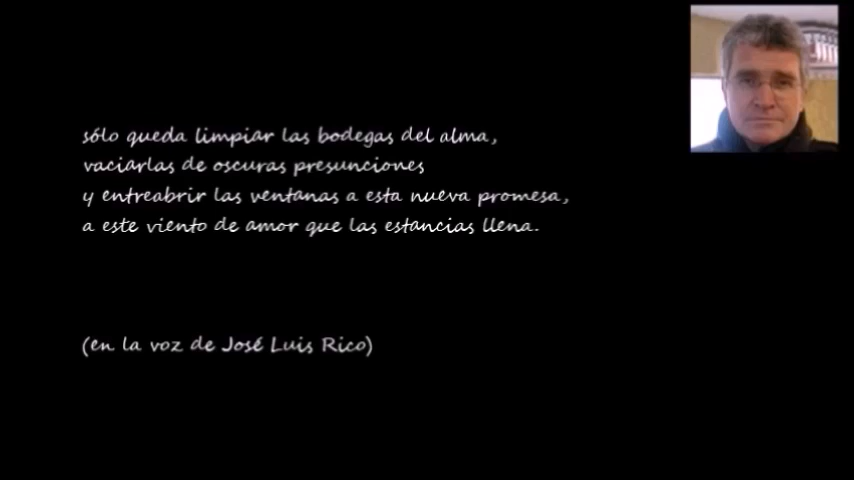 sólo queda limpiar las bodegas del alma,
vaciarlas de oscuras presunciones
y entreabrir las ventanas a esta nueva promesa,
a este viento de amor que las estancias llena.
(en la voz de José Luis Rico)